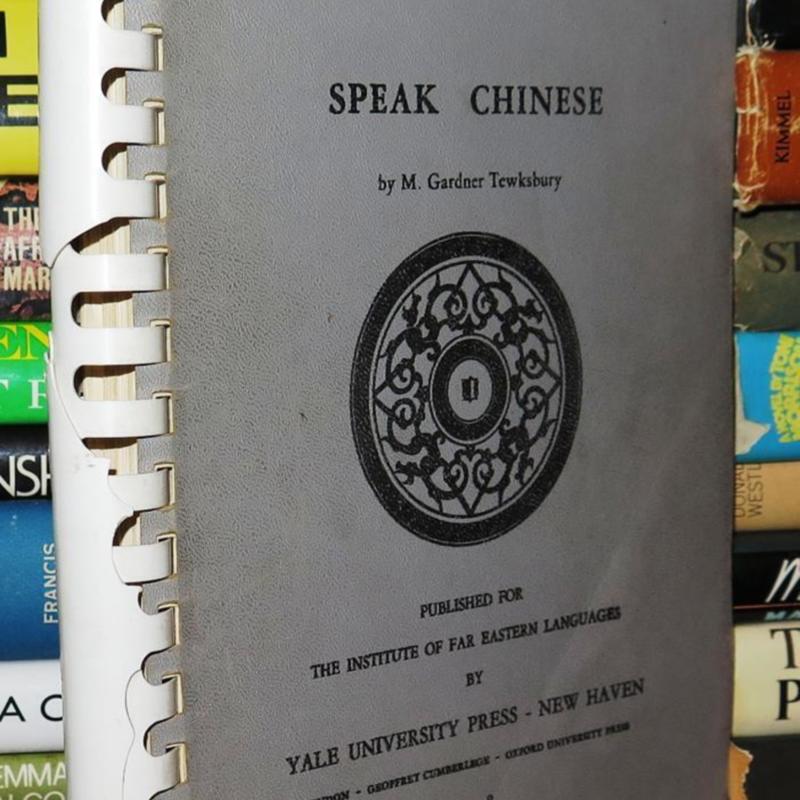 SPEAK CHINESE
by M. Gardner Tewksbury
PUBLISHED FOR
THE INSTITUTE OF FAR EASTERN LANGUAGES
BY
YALE UNIVERSITY PRESS - NEW HAVEN
GEOFFREY CUMBERLEGE - OXFORD UNIVERSITY PRESS
FRANCIS
KIMMEL